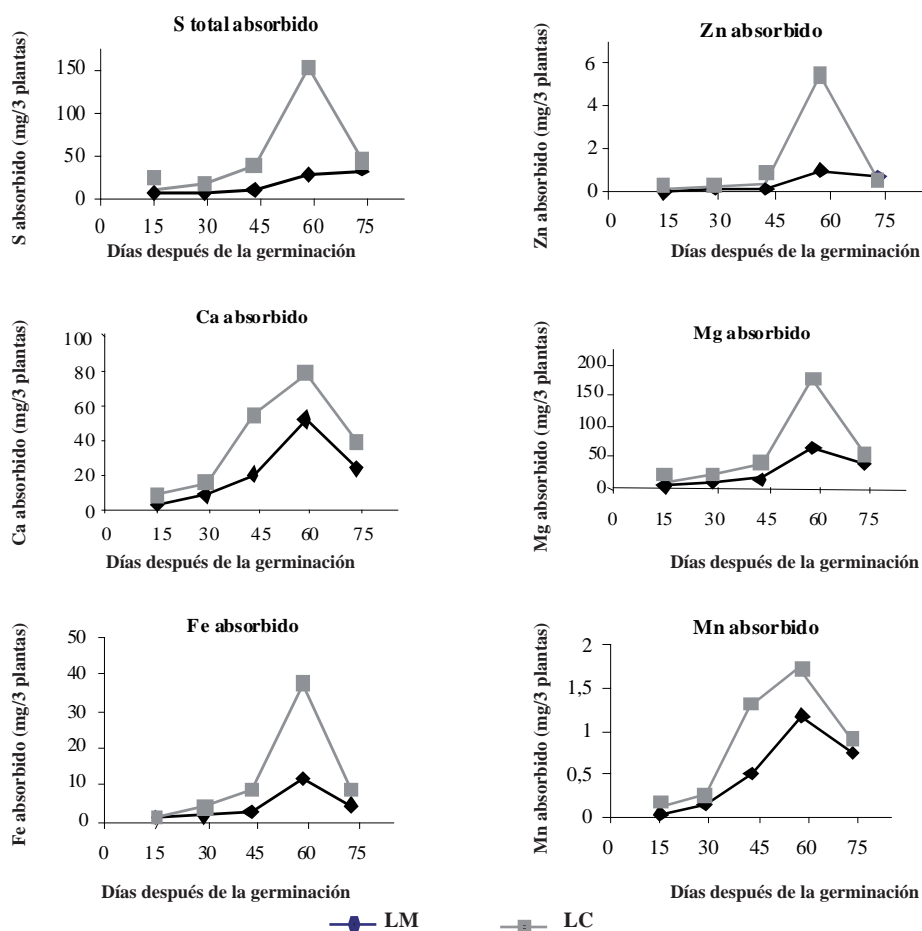 S total absorbido
S absorbido (mg/3 plantas)
150
100
50
0
0 15 30 45 60 75
Días después de la germinación
Zn absorbido
Zn absorbido (mg/3 plantas)
6
4
2
0
0 15 30 45 60 75
Días después de la germinación
Ca absorbido
Ca absorbido (mg/3 plantas)
100
80
60
40
20
0
0 15 30 45 60 75
Días después de la germinación
Mg absorbido
Mg absorbido (mg/3 plantas)
200
150
100
50
0
0 15 30 45 60 75
Días después de la germinación
Fe absorbido
Fe absorbido (mg/3 plantas)
50
40
30
20
10
0
0 15 30 45 60 75
Días después de la germinación
Mn absorbido
Mn absorbido (mg/3 plantas)
2
1,5
1
0,5
0
0 15 30 45 60 75
Días después de la germinación
LM LC